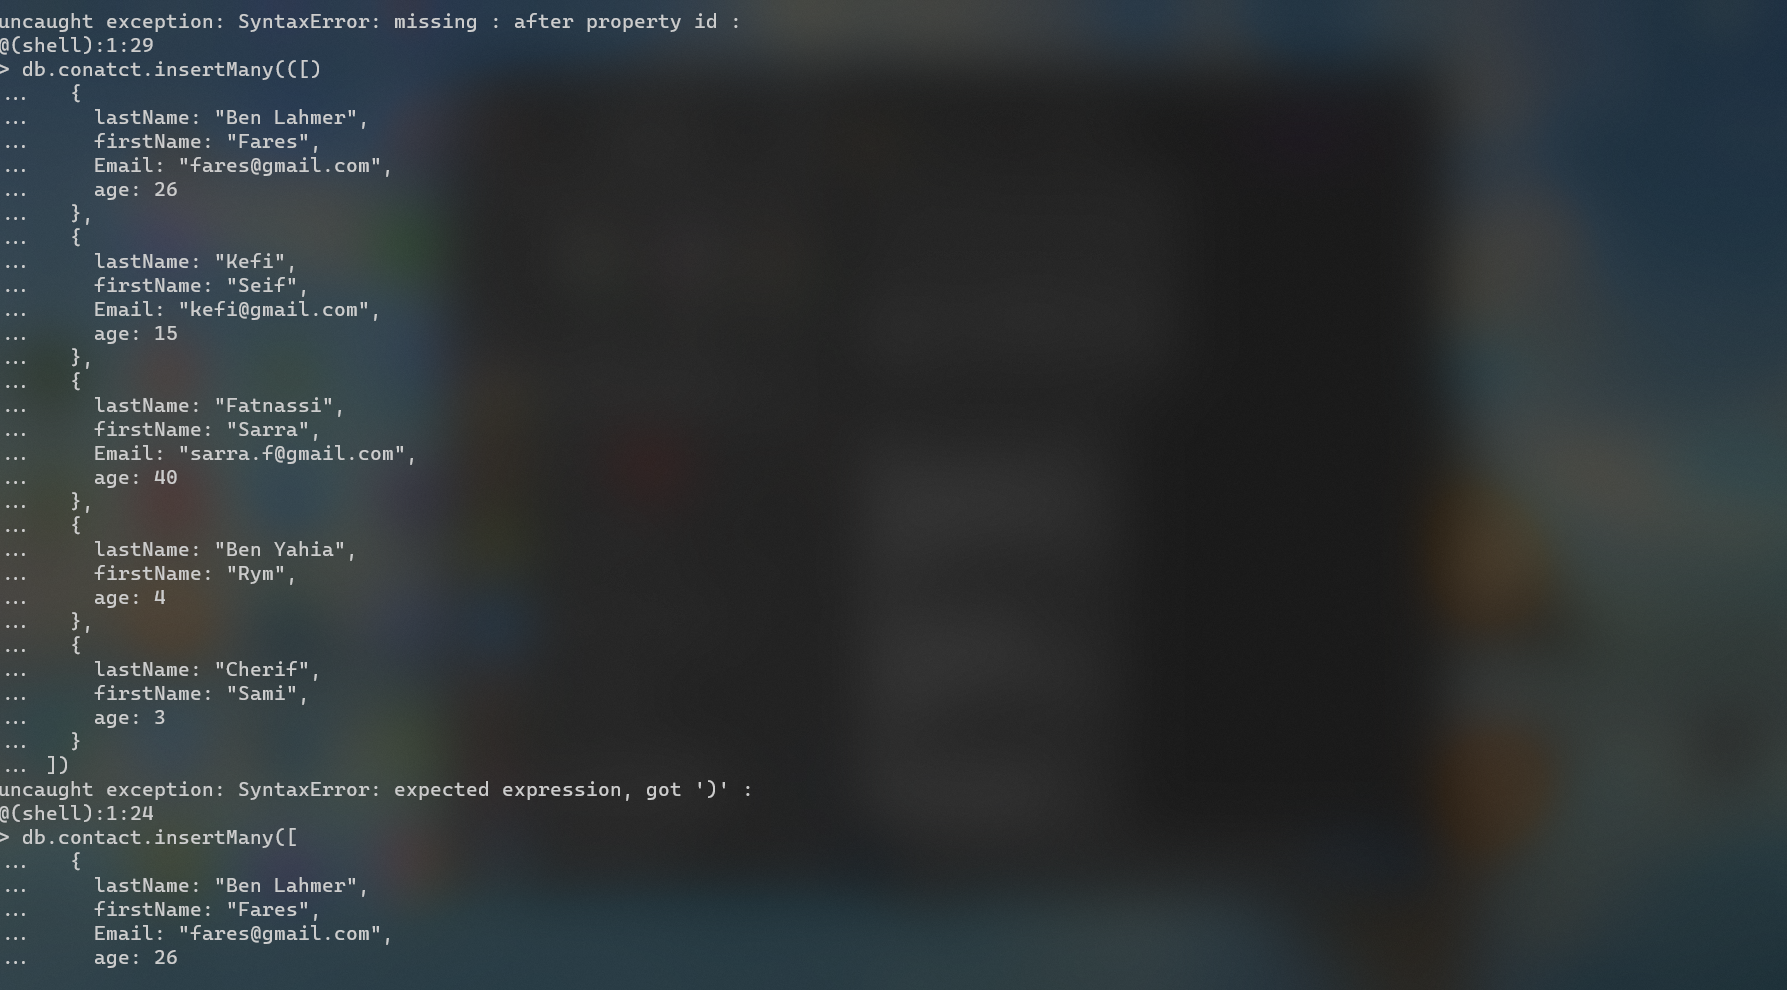 uncaught exception: SyntaxError: missing : after property id :
@(shell):1:29
> db.conatct.insertMany(([)
...    {
...      lastName: "Ben Lahmer",
...      firstName: "Fares",
...      Email: "fares@gmail.com",
...      age: 26
...    },
...    {
...      lastName: "Kefi",
...      firstName: "Seif",
...      Email: "kefi@gmail.com",
...      age: 15
...    },
...    {
...      lastName: "Fatnassi",
...      firstName: "Sarra",
...      Email: "sarra.f@gmail.com",
...      age: 40
...    },
...    {
...      lastName: "Ben Yahia",
...      firstName: "Rym",
...      age: 4
...    },
...    {
...      lastName: "Cherif",
...      firstName: "Sami",
...      age: 3
...    }
...  ])
uncaught exception: SyntaxError: expected expression, got ')' :
@(shell):1:24
> db.contact.insertMany([
...    {
...      lastName: "Ben Lahmer",
...      firstName: "Fares",
...      Email: "fares@gmail.com",
...      age: 26